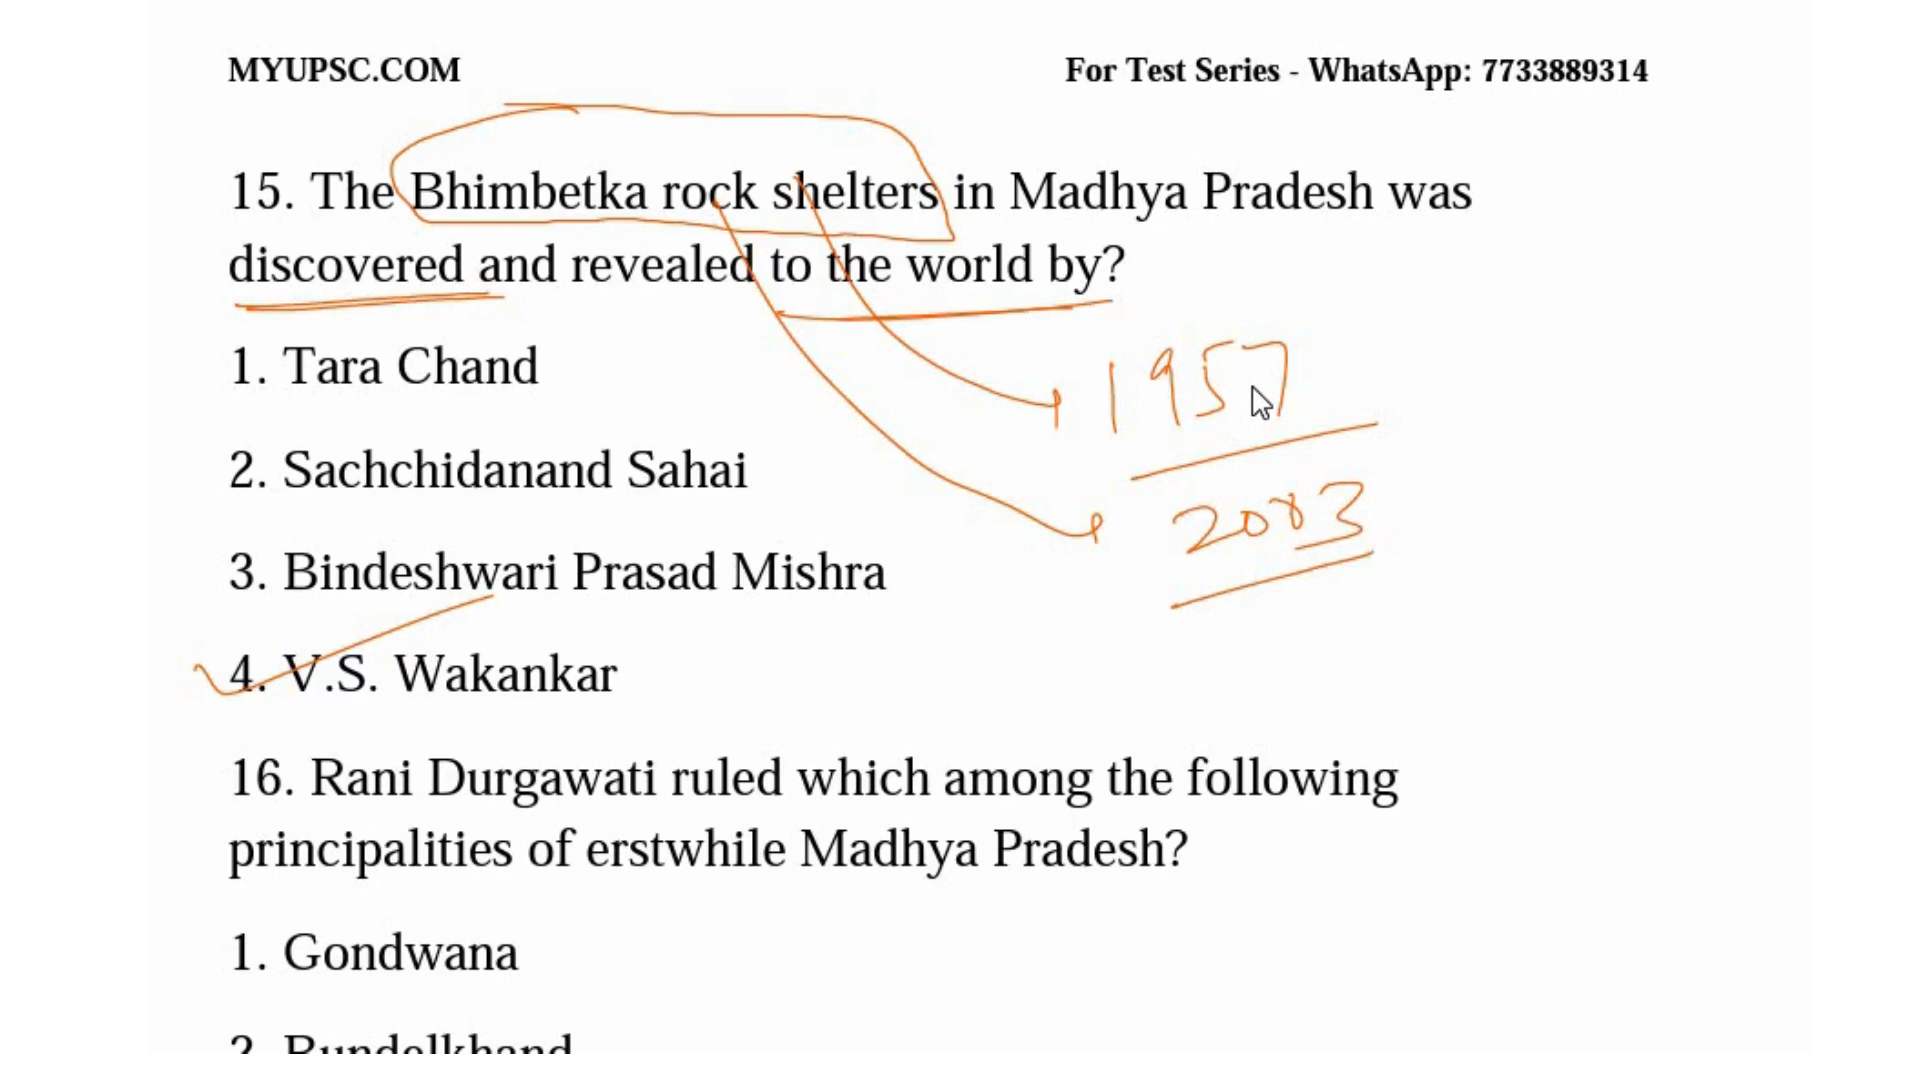 MYUPSC.COM For Test Series - WhatsApp: 7733889314
15. The Bhimbetka rock shelters in Madhya Pradesh was
discovered and revealed to the world by?
1. Tara Chand
1957
2. Sachchidanand Sahai
2003
3. Bindeshwari Prasad Mishra
4. V.S. Wakankar
16. Rani Durgawati ruled which among the following
principalities of erstwhile Madhya Pradesh?
1. Gondwana
2. Bundelkhand